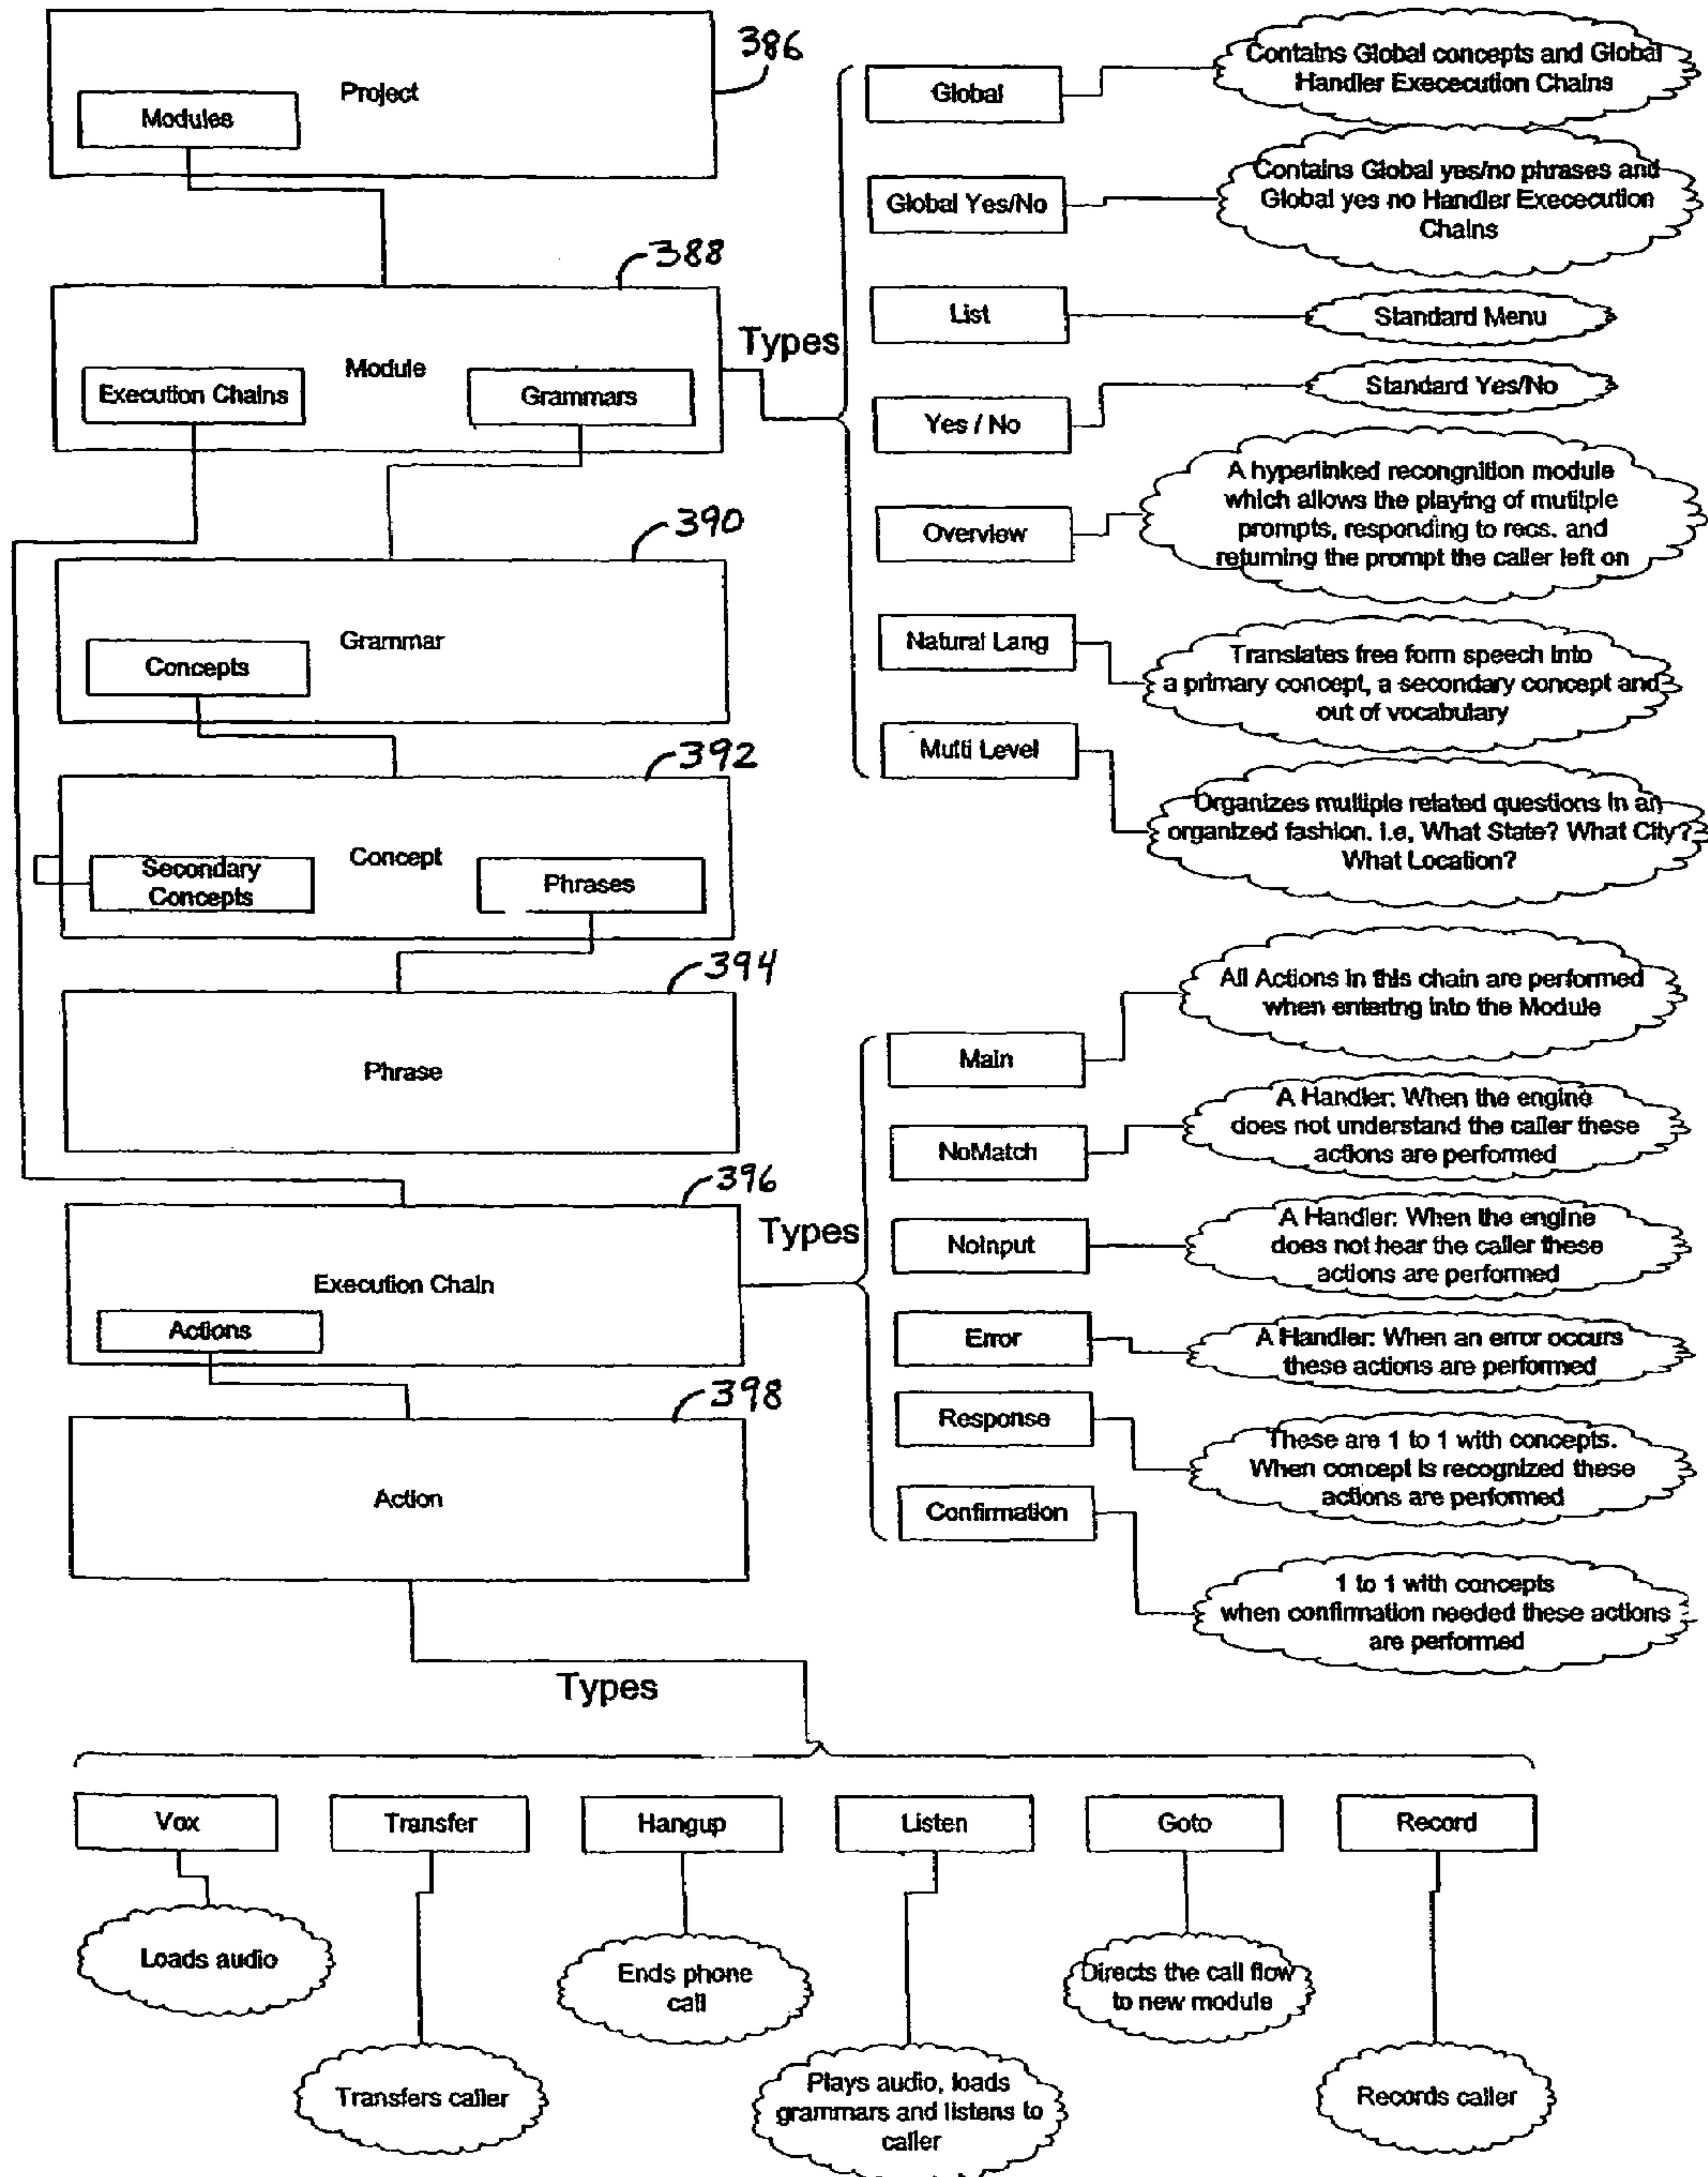 386
Project
Modules
388
Module
Execution Chains
Grammars
Types
390
Grammar
Concepts
392
Concept
Secondary
Concepts
Phrases
394
Phrase
396
Execution Chain
Actions
Types
398
Action
Types
Global
Contains Global concepts and Global
Handler Exececution Chains
Global Yes/No
Contains Global yes/no phrases and
Global yes no Handler Exececution
Chains
List
Standard Menu
Yes / No
Standard Yes/No
Overview
A hyperlinked recongnition module
which allows the playing of mutilple
prompts, responding to recs. and
returning the prompt the caller left on
Natural Lang
Translates free form speech into
a primary concept, a secondary concept and
out of vocabulary
Multi Level
Organizes multiple related questions in an
organized fashion. i.e, What State? What City?
What Location?
Main
All Actions in this chain are performed
when entering into the Module
NoMatch
A Handler: When the engine
does not understand the caller these
actions are performed
NoInput
A Handler: When the engine
does not hear the caller these
actions are performed
Error
A Handler: When an error occurs
these actions are performed
Response
These are 1 to 1 with concepts.
When concept is recognized these
actions are performed
Confirmation
1 to 1 with concepts
when confirmation needed these actions
are performed
Vox
Transfer
Hangup
Listen
Goto
Record
Loads audio
Transfers caller
Ends phone
call
Plays audio, loads
grammars and listens to
caller
Directs the call flow
to new module
Records caller